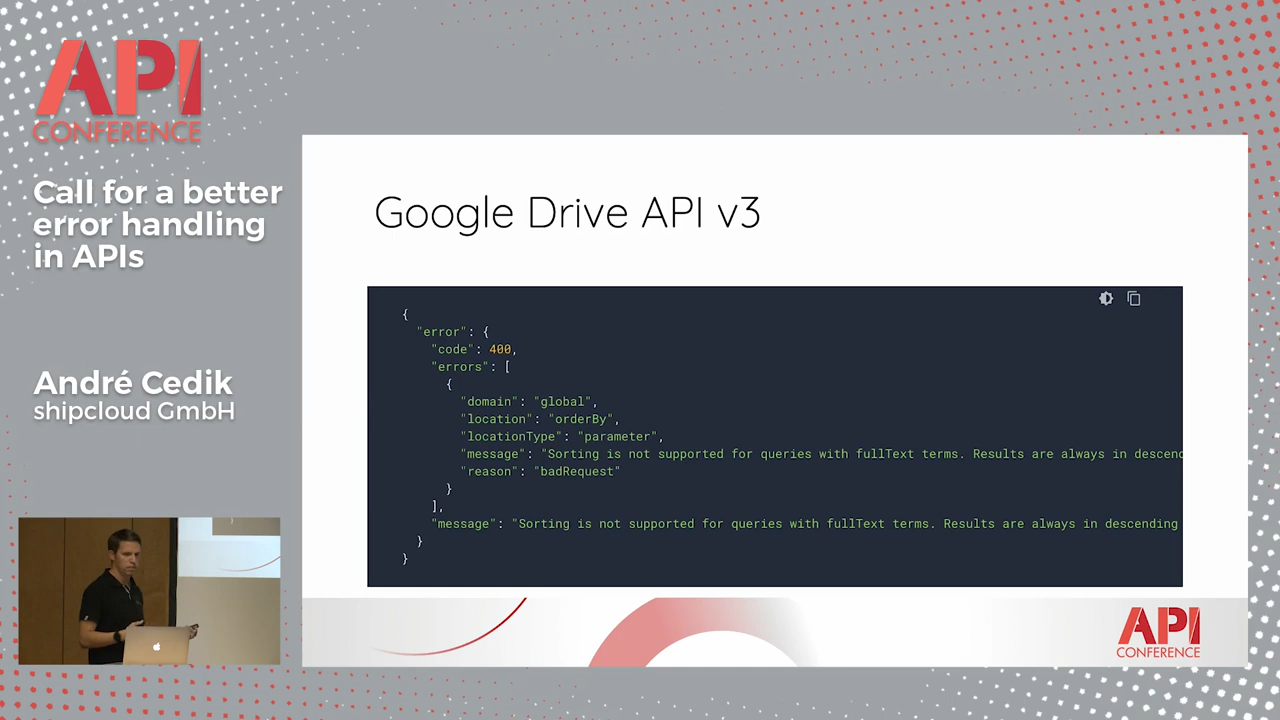 API
CONFERENCE
Call for a better
error handling
in APIs
André Cedik
shipcloud GmbH
Google Drive API v3
{
"error": {
"code": 400,
"errors": [
{
"domain": "global",
"location": "orderBy",
"locationType": "parameter",
"message": "Sorting is not supported for queries with fullText terms. Results are always in descend
"reason": "badRequest"
}
],
"message": "Sorting is not supported for queries with fullText terms. Results are always in descending
}
}
API
CONFERENCE